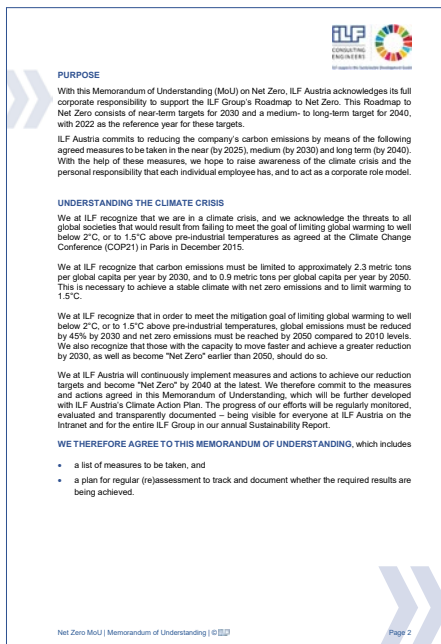 iLF
CONSULTING
ENGINEERS
PURPOSE
With this Memorandum of Understanding (MoU) on Net Zero, ILF Austria acknowledges its full
corporate responsibility to support the ILF Group's Roadmap to Net Zero. This Roadmap to
Net Zero consists of near-term targets for 2030 and a medium- to long-term target for 2040,
with 2022 as the reference year for these targets.
ILF Austria commits to reducing the company's carbon emissions by means of the following
agreed measures to be taken in the near (by 2025), medium (by 2030) and long term (by 2040).
With the help of these measures, we hope to raise awareness of the climate crisis and the
personal responsibility that each individual employee has, and to act as a corporate role model.
UNDERSTANDING THE CLIMATE CRISIS
We at ILF recognize that we are in a climate crisis, and we acknowledge the threats to all
global societies that would result from failing to meet the goal of limiting global warming to well
below 2°C, or to 1.5°C above pre-industrial temperatures as agreed at the Climate Change
Conference (COP21) in Paris in December 2015.
We at ILF recognize that carbon emissions must be limited to approximately 2.3 metric tons
per global capita per year by 2030, and to 0.9 metric tons per global capita per year by 2050.
This is necessary to achieve a stable climate with net zero emissions and to limit warming to
1.5°C.
We at ILF recognize that in order to meet the mitigation goal of limiting global warming to well
below 2°C, or to 1.5°C above pre-industrial temperatures, global emissions must be reduced
by 45% by 2030 and net zero emissions must be reached by 2050 compared to 2010 levels.
We also recognize that those with the capacity to move faster and achieve a greater reduction
by 2030, as well as become "Net Zero" earlier than 2050, should do so.
We at ILF Austria will continuously implement measures and actions to achieve our reduction
targets and become "Net Zero" by 2040 at the latest. We therefore commit to the measures
and actions agreed in this Memorandum of Understanding, which will be further developed
with ILF Austria's Climate Action Plan. The progress of our efforts will be regularly monitored,
evaluated and transparently documented – being visible for everyone at ILF Austria on the
Intranet and for the entire ILF Group in our annual Sustainability Report.
WE THEREFORE AGREE TO THIS MEMORANDUM OF UNDERSTANDING, which includes
• a list of measures to be taken, and
• a plan for regular (re)assessment to track and document whether the required results are
being achieved.
Net Zero MoU | Memorandum of Understanding | © iLF
Page 2